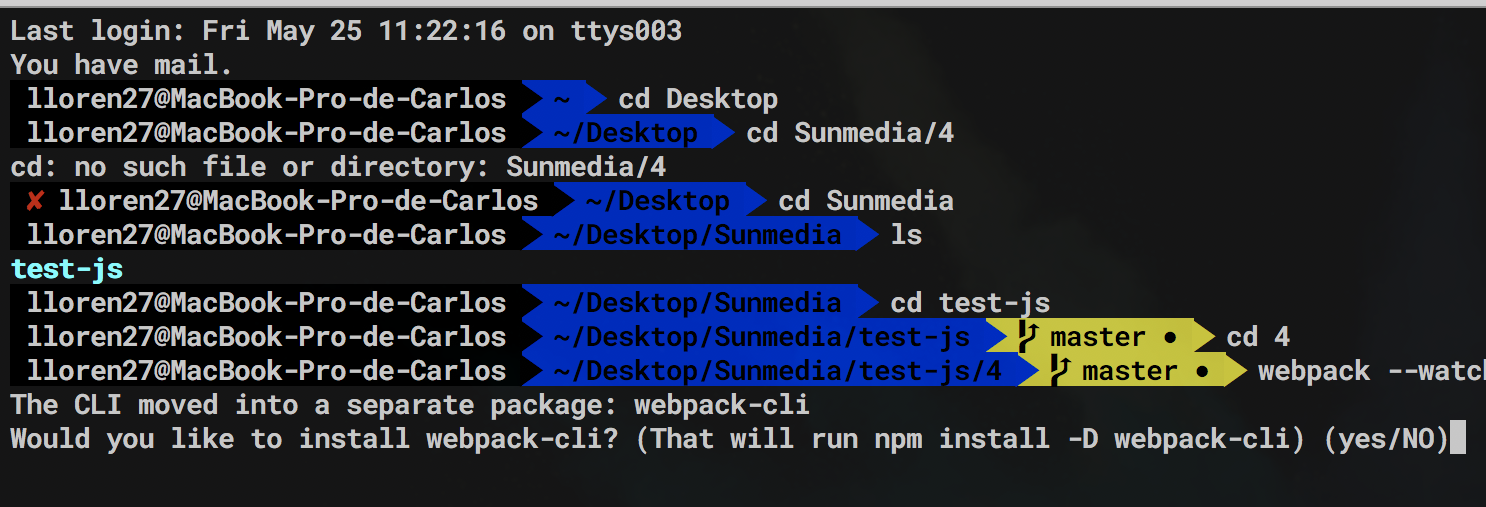 Last login: Fri May 25 11:22:16 on ttys003
You have mail.
lloren27@MacBook-Pro-de-Carlos ~ cd Desktop
lloren27@MacBook-Pro-de-Carlos ~/Desktop cd Sunmedia/4
cd: no such file or directory: Sunmedia/4
✘ lloren27@MacBook-Pro-de-Carlos ~/Desktop cd Sunmedia
lloren27@MacBook-Pro-de-Carlos ~/Desktop/Sunmedia ls
test-js
lloren27@MacBook-Pro-de-Carlos ~/Desktop/Sunmedia cd test-js
lloren27@MacBook-Pro-de-Carlos ~/Desktop/Sunmedia/test-js master ● cd 4
lloren27@MacBook-Pro-de-Carlos ~/Desktop/Sunmedia/test-js/4 master ● webpack --watch
The CLI moved into a separate package: webpack-cli
Would you like to install webpack-cli? (That will run npm install -D webpack-cli) (yes/NO)